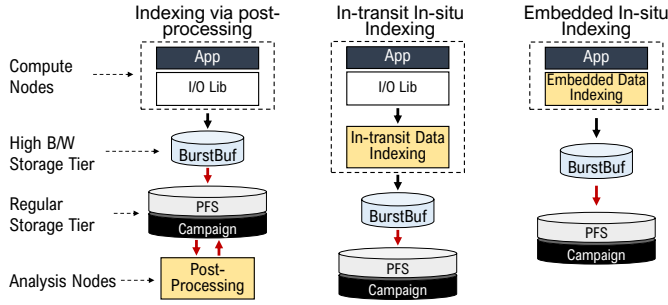 Indexing via post-
processing
In-transit In-situ
Indexing
Embedded In-situ
Indexing
Compute
Nodes
High B/W
Storage Tier
Regular
Storage Tier
Analysis Nodes
App
I/O Lib
BurstBuf
PFS
Campaign
Post-
Processing
App
I/O Lib
In-transit Data
Indexing
BurstBuf
PFS
Campaign
App
Embedded Data
Indexing
BurstBuf
PFS
Campaign